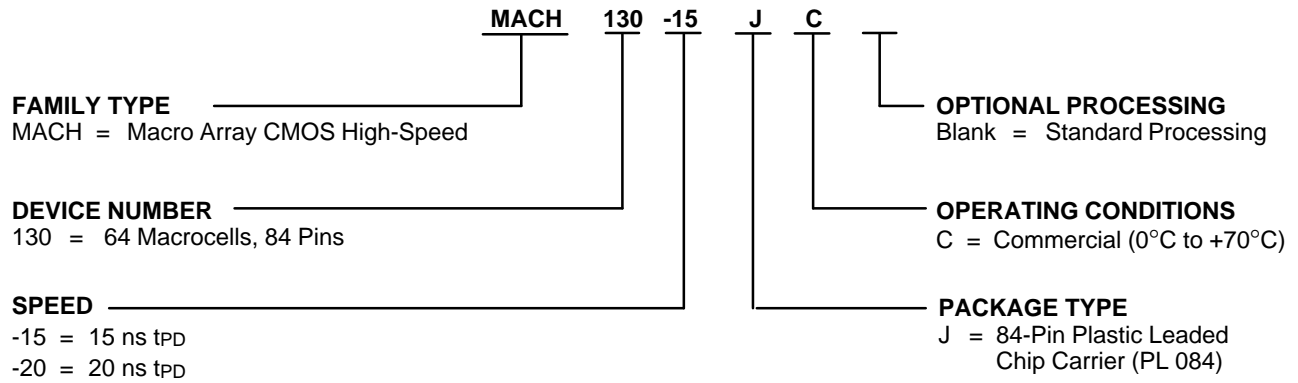 MACH 130 -15 J C
FAMILY TYPE
MACH = Macro Array CMOS High-Speed
DEVICE NUMBER
130 = 64 Macrocells, 84 Pins
SPEED
-15 = 15 ns tPD
-20 = 20 ns tPD
OPTIONAL PROCESSING
Blank = Standard Processing
OPERATING CONDITIONS
C = Commercial (0°C to +70°C)
PACKAGE TYPE
J = 84-Pin Plastic Leaded
Chip Carrier (PL 084)